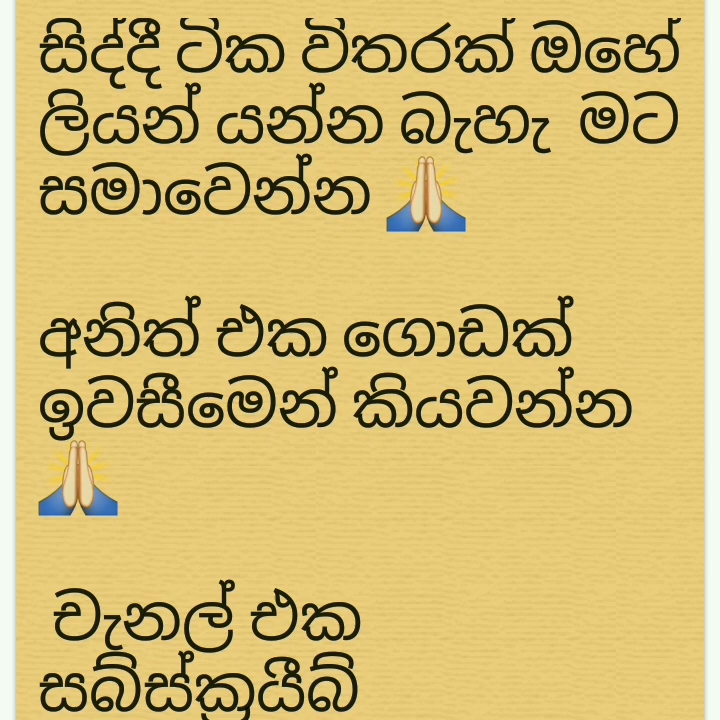 සිද්දී ටික විතරක් ඔහේ
ලියන් යන්න බැහැ මට
සමාවෙන්න 🙏
අනිත් එක ගොඩක්
ඉවසීමෙන් කියවන්න
🙏
චැනල් එක
සබ්ස්ක්‍රයීබ්